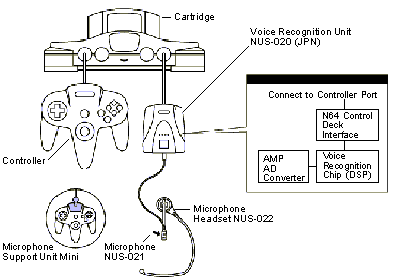 Cartridge
Voice Recognition Unit
NUS-020 (JPN)
Connect to Controller Port
N64 Control
Deck
Interface
AMP
AD
Converter
Voice
Recognition
Chip (DSP)
Controller
Microphone
Headset NUS-022
Microphone
Support Unit Mini
Microphone
NUS-021